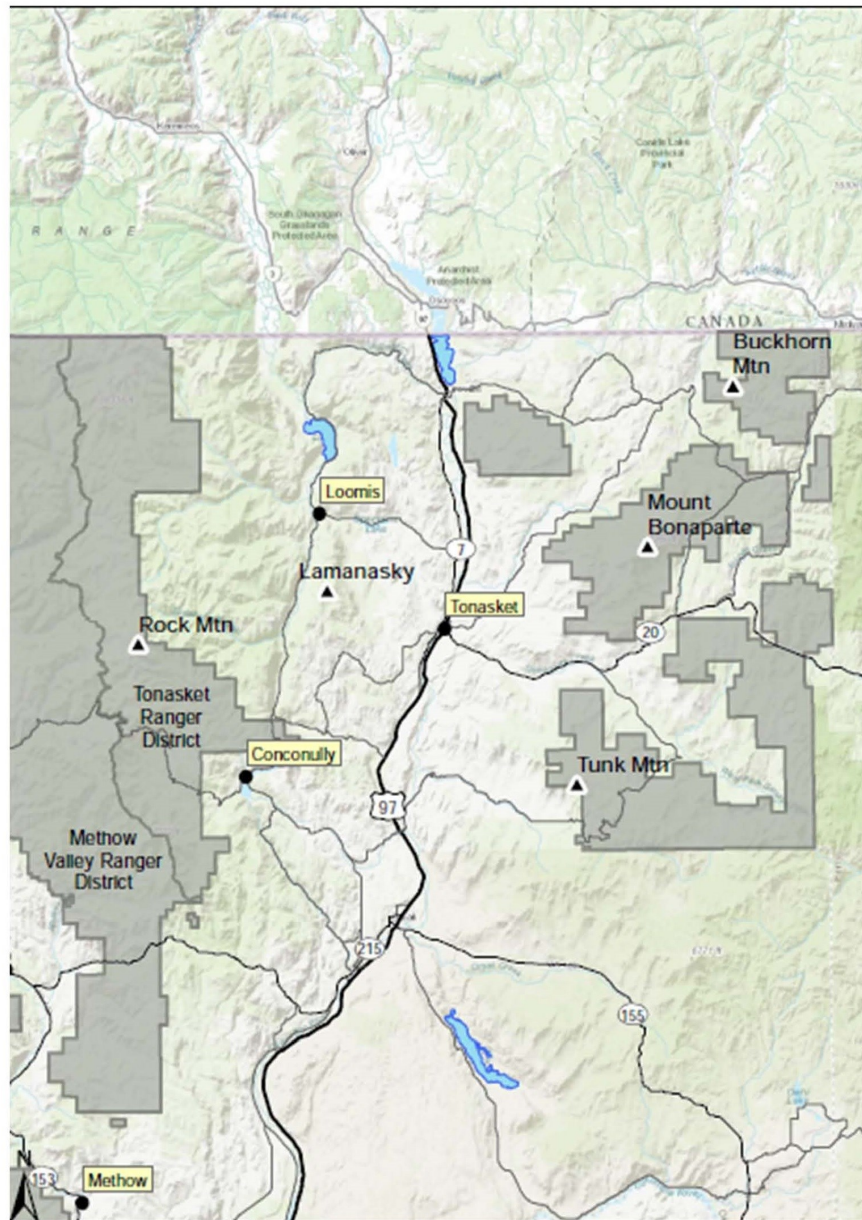 Oliver
RANGE
South Okanagan
Grasslands
Protected Area
Conkle Lake
Provincial
Park
3
Anarchist
Protected Area
Osoyoos
97
CANADA
Buckhorn
Mtn
Loomis
Mount
Bonaparte
7
Lamanasky
Tonasket
Rock Mtn
20
Tonasket
Ranger
District
Conconully
Tunk Mtn
97
Methow
Valley Ranger
District
215
155
N
153
Methow